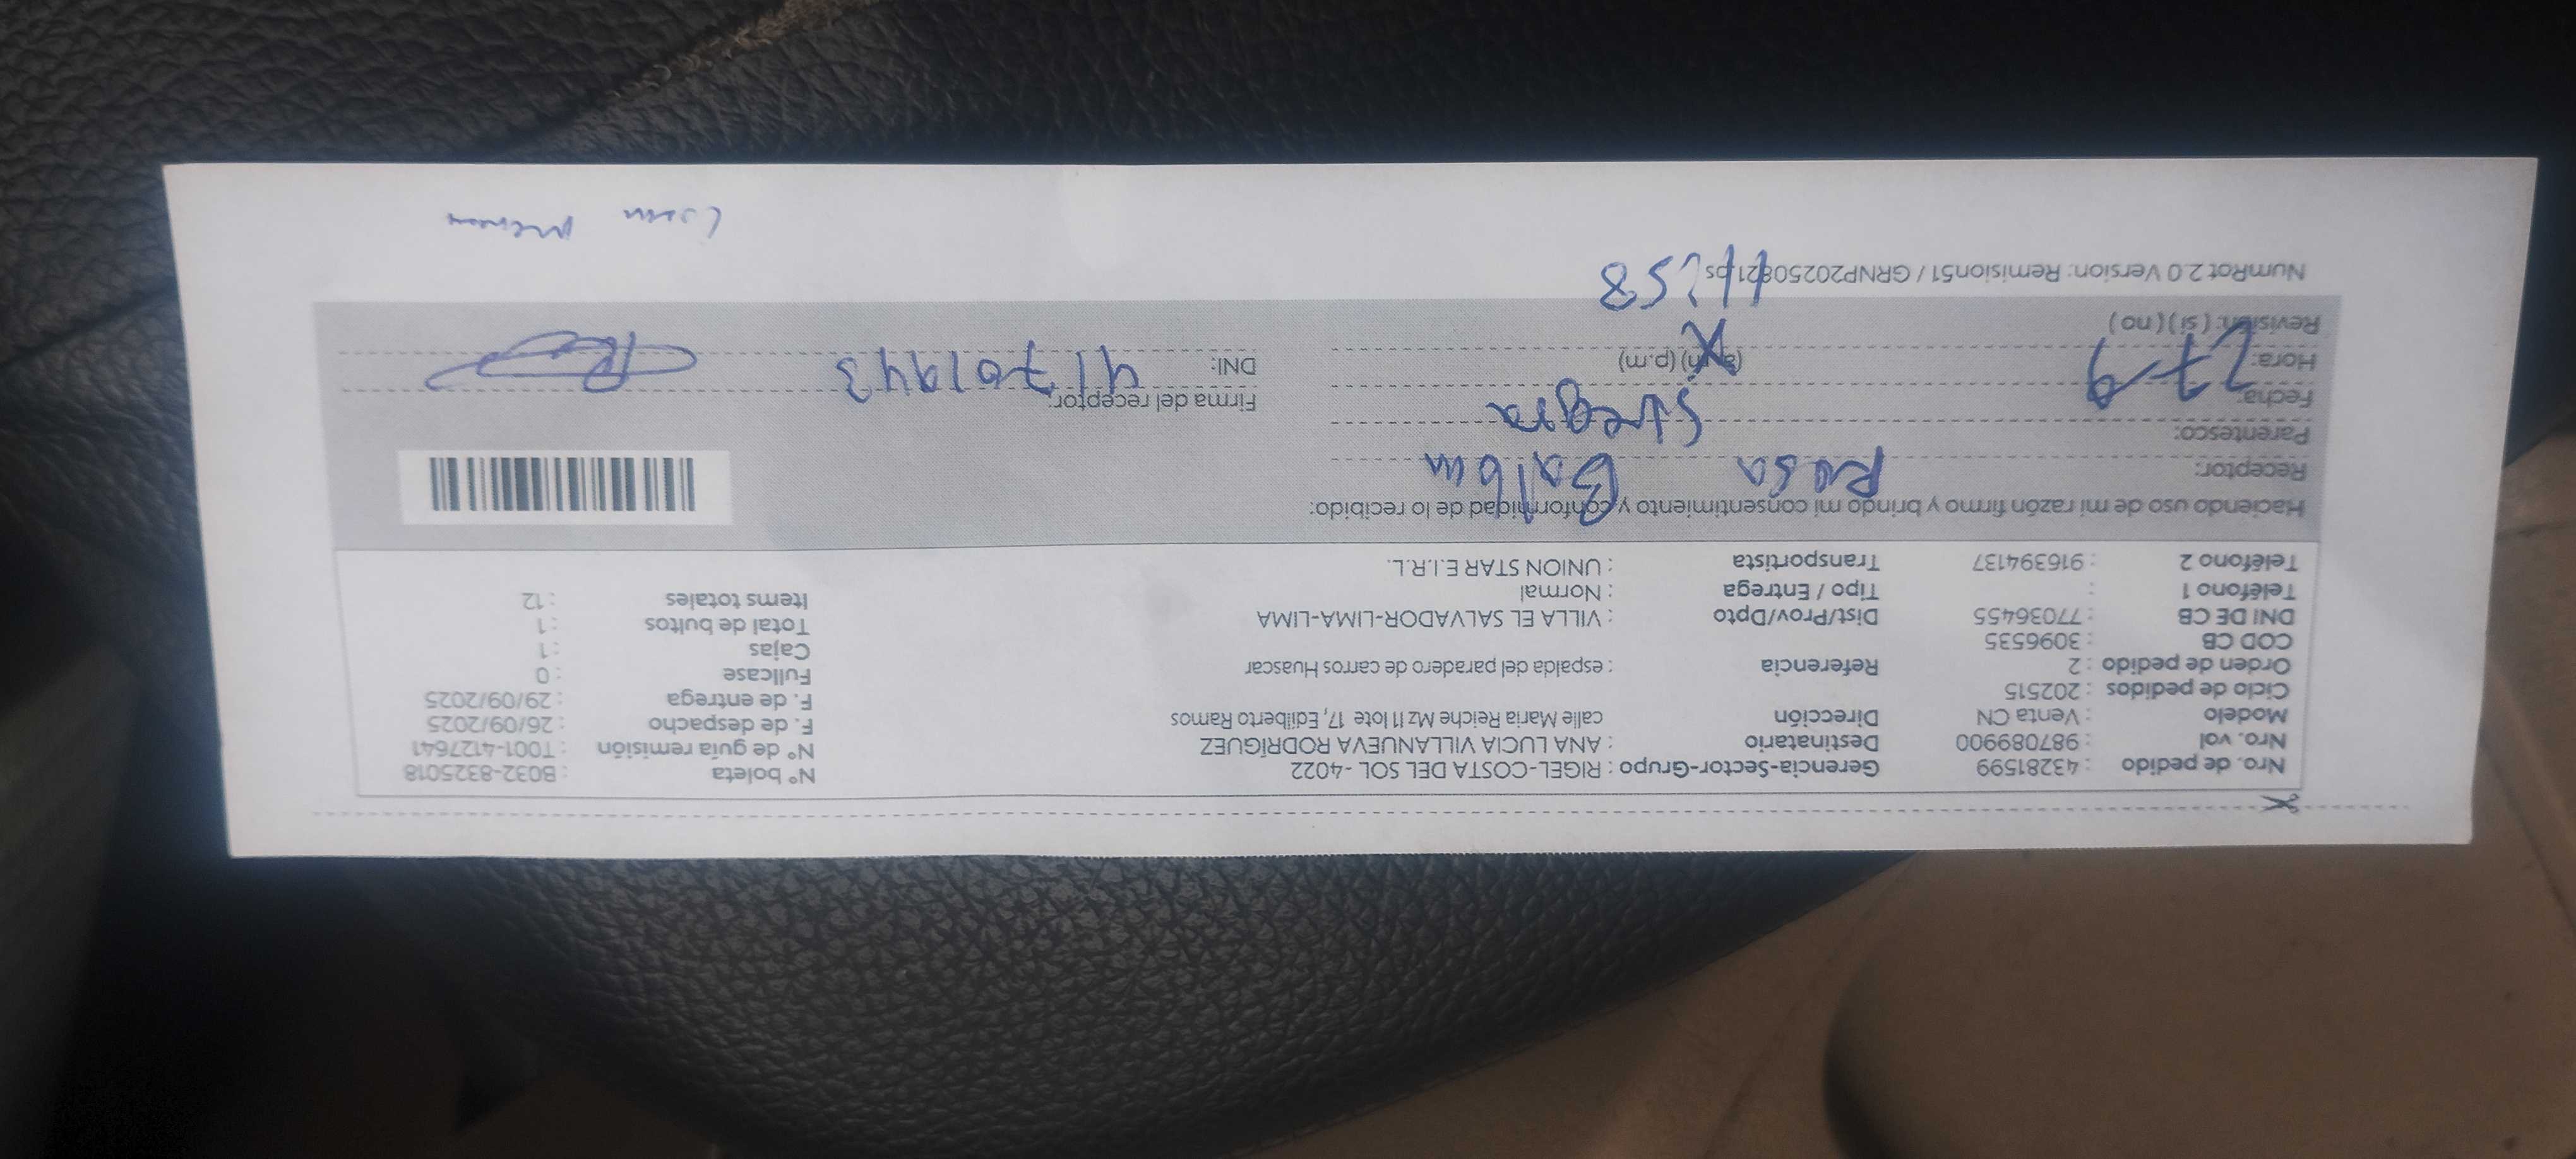 Nro. de pedido : 43281599 Gerencia-Sector-Grupo : RIGEL-COSTA DEL SOL -4022 N° boleta : B032-8325018
Nro. vol : 987089900 Destinatario : ANA LUCIA VILLANUEVA RODRÍGUEZ N° de guía remisión : T001-4127641
Modelo : Venta CN Dirección calle Maria Reiche Mz I1 lote 17, Edilberto Ramos F. de despacho : 26/09/2025
Ciclo de pedidos : 202515 F. de entrega : 29/09/2025
Orden de pedido : 2 Referencia : espalda del paradero de carros Huascar Fullcase : 0
COD CB : 3096535 Cajas : 1
DNI DE CB : 77036455 Dist/Prov/Dpto : VILLA EL SALVADOR-LIMA-LIMA Total de bultos : 1
Teléfono 1 : Tipo / Entrega : Normal Items totales : 12
Teléfono 2 : 916394137 Transportista : UNION STAR E.I.R.L.
Haciendo uso de mi razón firmo y brindo mi consentimiento y conformidad de lo recibido:
Receptor: Rosa Balbin
Parentesco: Suegra
Fecha: 27-9 Firma del receptor:
Hora: (a.m) (p.m) X DNI: 41701943
Revisión: ( si ) ( no )
NumRot 2.0 Version: Remision51 / GRNP20250821.ps